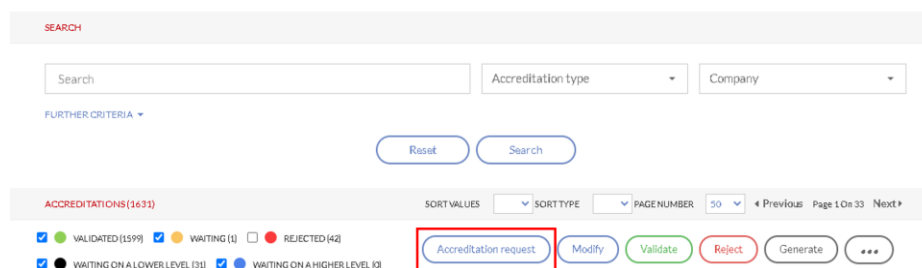 SEARCH
Search Accreditation type Company
FURTHER CRITERIA
Reset Search
ACCREDITATIONS (1631) SORT VALUES SORT TYPE PAGE NUMBER 50 Previous Page 1 On 33 Next
VALIDATED (1599) WAITING (1) REJECTED (42) Accreditation request Modify Validate Reject Generate ...
WAITING ON A LOWER LEVEL (31) WAITING ON A HIGHER LEVEL (0)